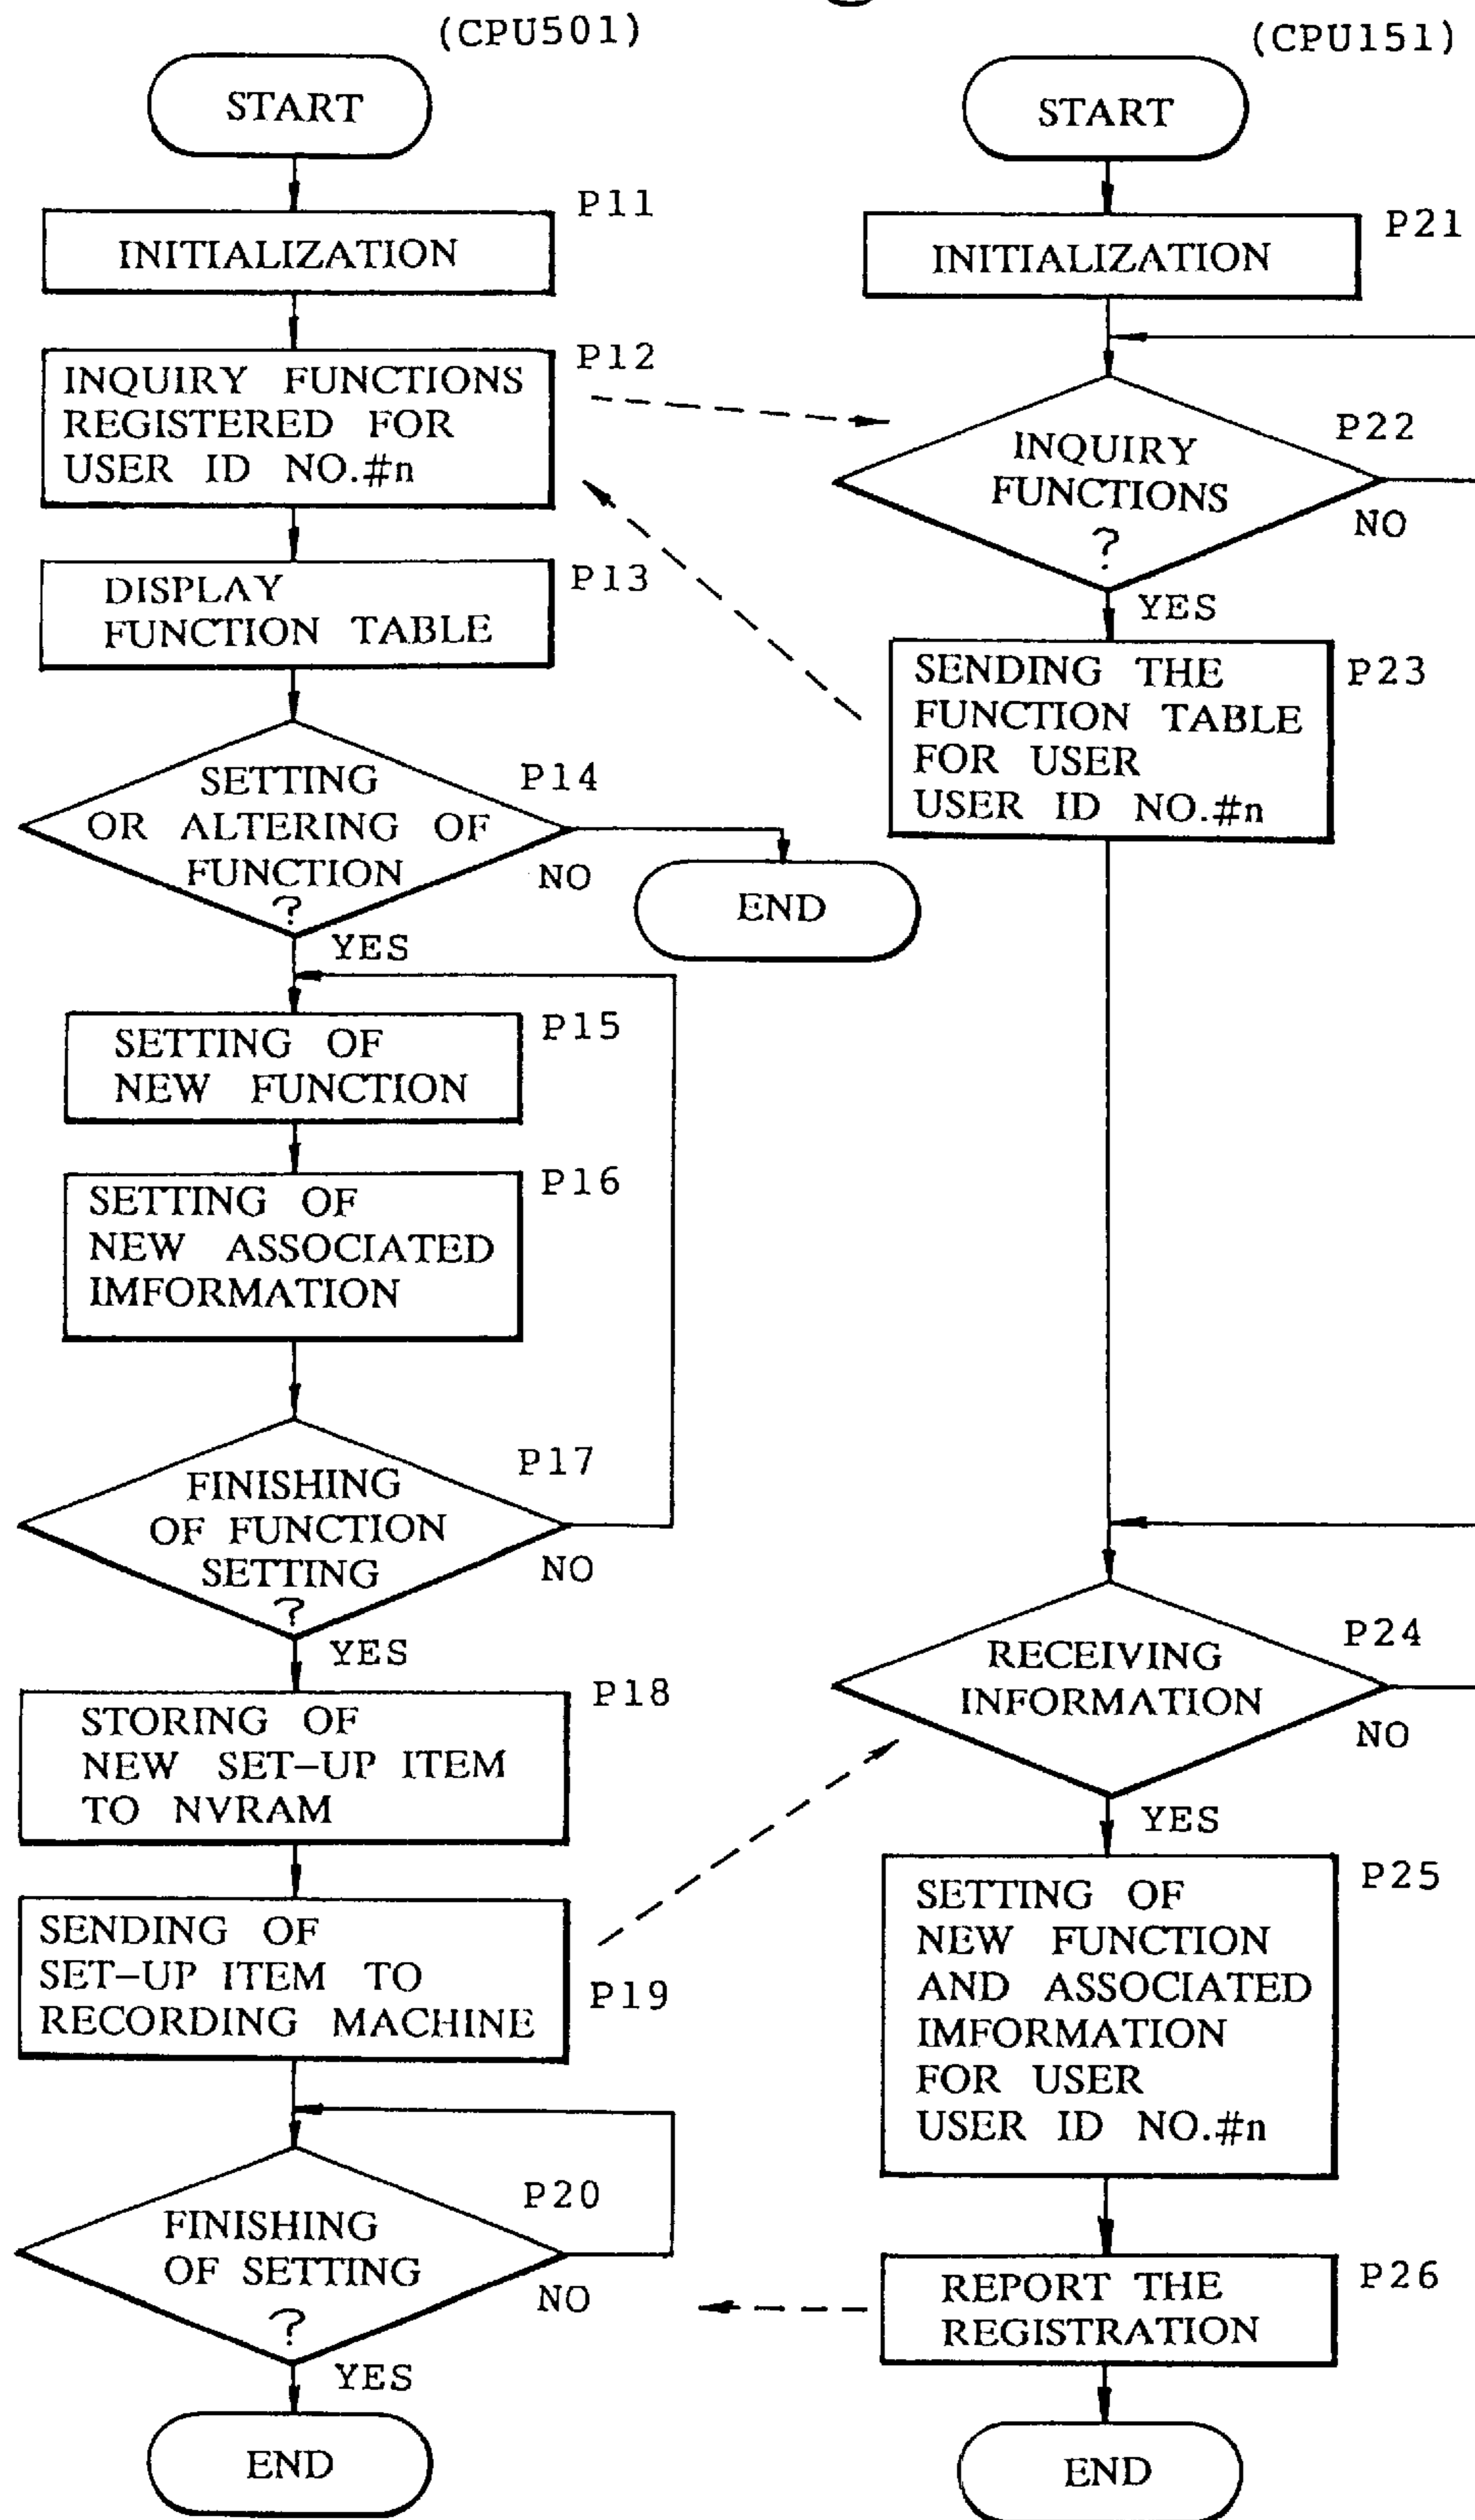 (CPU501)
START
P11
INITIALIZATION
P12
INQUIRY FUNCTIONS
REGISTERED FOR
USER ID NO.#n
P13
DISPLAY
FUNCTION TABLE
P14
SETTING
OR ALTERING OF
FUNCTION
?
NO
END
YES
P15
SETTING OF
NEW FUNCTION
P16
SETTING OF
NEW ASSOCIATED
IMFORMATION
P17
FINISHING
OF FUNCTION
SETTING
?
NO
YES
P18
STORING OF
NEW SET-UP ITEM
TO NVRAM
P19
SENDING OF
SET-UP ITEM TO
RECORDING MACHINE
P20
FINISHING
OF SETTING
?
NO
YES
END
(CPU151)
START
P21
INITIALIZATION
P22
INQUIRY
FUNCTIONS
?
NO
YES
P23
SENDING THE
FUNCTION TABLE
FOR USER
USER ID NO.#n
P24
RECEIVING
INFORMATION
NO
YES
P25
SETTING OF
NEW FUNCTION
AND ASSOCIATED
IMFORMATION
FOR USER
USER ID NO.#n
P26
REPORT THE
REGISTRATION
END